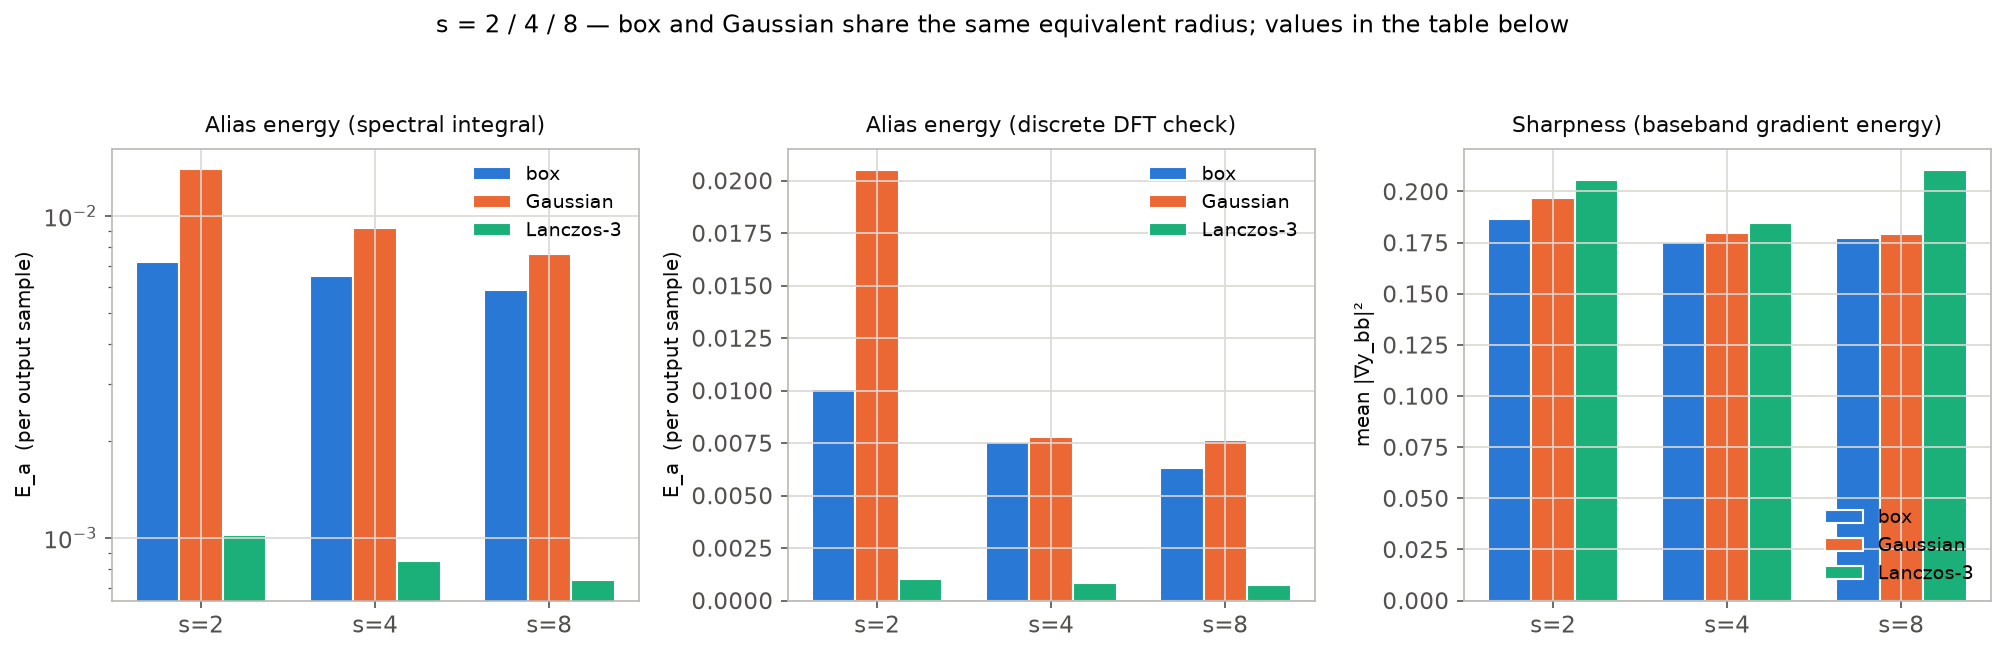 s = 2 / 4 / 8 — box and Gaussian share the same equivalent radius; values in the table below
Alias energy (spectral integral)
E_a (per output sample)
10⁻²
10⁻³
s=2
s=4
s=8
box
Gaussian
Lanczos-3
Alias energy (discrete DFT check)
E_a (per output sample)
0.0200
0.0175
0.0150
0.0125
0.0100
0.0075
0.0050
0.0025
0.0000
s=2
s=4
s=8
box
Gaussian
Lanczos-3
Sharpness (baseband gradient energy)
mean |∇y_bb|²
0.200
0.175
0.150
0.125
0.100
0.075
0.050
0.025
0.000
s=2
s=4
s=8
box
Gaussian
Lanczos-3